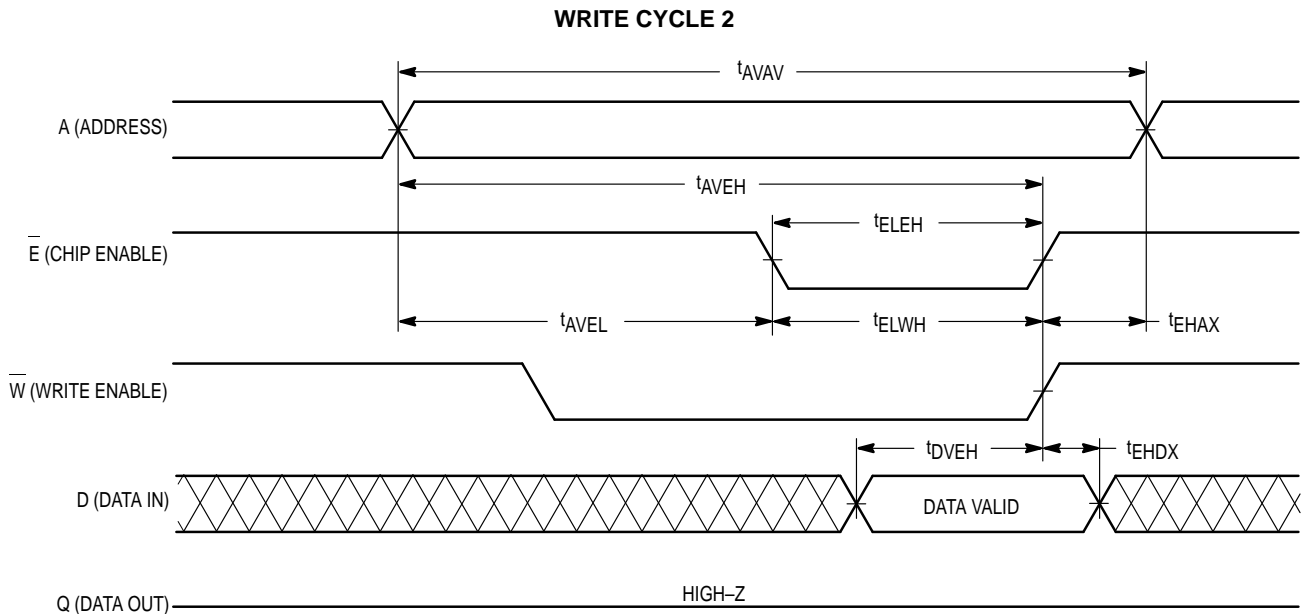 WRITE CYCLE 2
tAVAV
A (ADDRESS)
tAVEH
tELEH
E̅ (CHIP ENABLE)
tAVEL
tELWH
tEHAX
W̅ (WRITE ENABLE)
tDVEH
tEHDX
D (DATA IN)
DATA VALID
HIGH–Z
Q (DATA OUT)